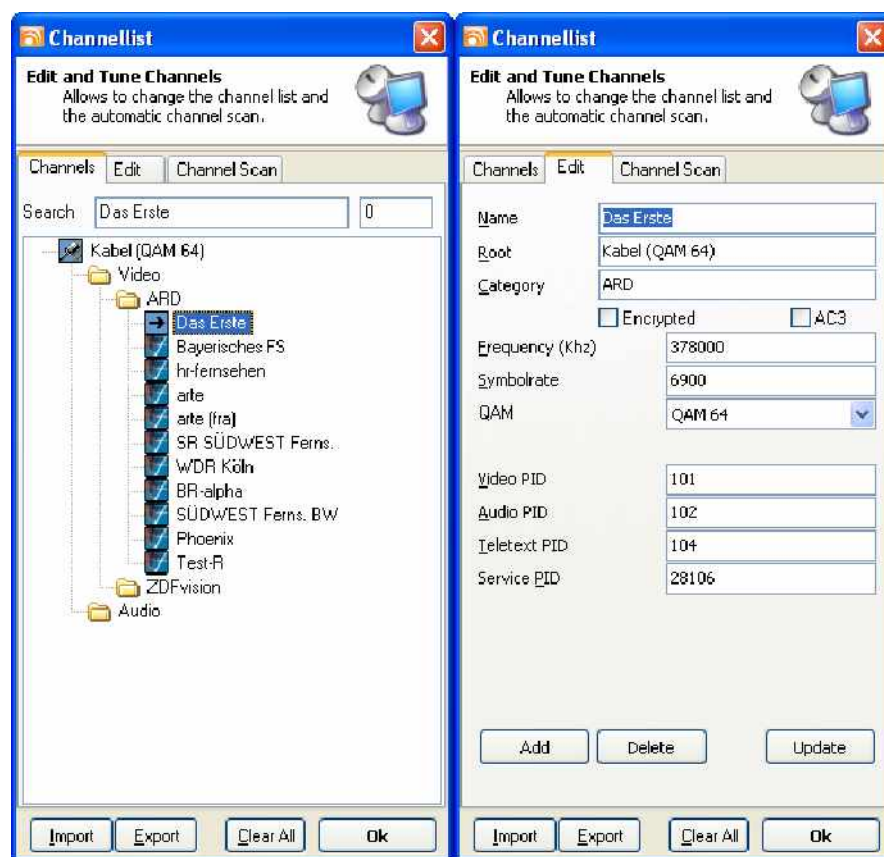 Channellist
Edit and Tune Channels
Allows to change the channel list and
the automatic channel scan.
Channels Edit Channel Scan
Search Das Erste 0
Kabel (QAM 64)
Video
ARD
Das Erste
Bayerisches FS
hr-fernsehen
arte
arte (fra)
SR SÜDWEST Ferns.
WDR Köln
BR-alpha
SÜDWEST Ferns. BW
Phoenix
Test-R
ZDFvision
Audio
Import Export Clear All Ok
Channellist
Edit and Tune Channels
Allows to change the channel list and
the automatic channel scan.
Channels Edit Channel Scan
Name Das Erste
Root Kabel (QAM 64)
Category ARD
Encrypted AC3
Frequency (Khz) 378000
Symbolrate 6900
QAM QAM 64
Video PID 101
Audio PID 102
Teletext PID 104
Service PID 28106
Add Delete Update
Import Export Clear All Ok